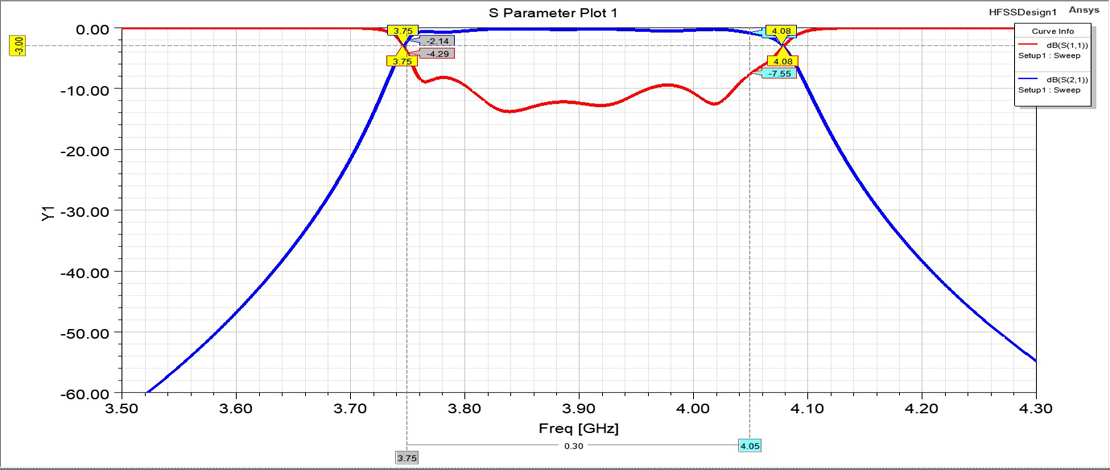 S Parameter Plot 1
HFSSDesign1
Ansys
Curve Info
dB(S(1,1))
Setup1 : Sweep
dB(S(2,1))
Setup1 : Sweep
-3.00
0.00
-10.00
-20.00
-30.00
-40.00
-50.00
-60.00
Y1
3.75
-2.14
-4.29
3.75
4.08
4.08
-7.55
3.50
3.60
3.70
3.80
3.90
4.00
4.10
4.20
4.30
Freq [GHz]
0.30
3.75
4.05